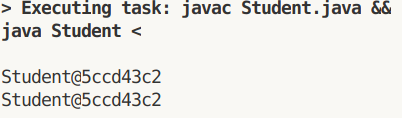 > Executing task: javac Student.java &&
java Student <
Student@5ccd43c2
Student@5ccd43c2